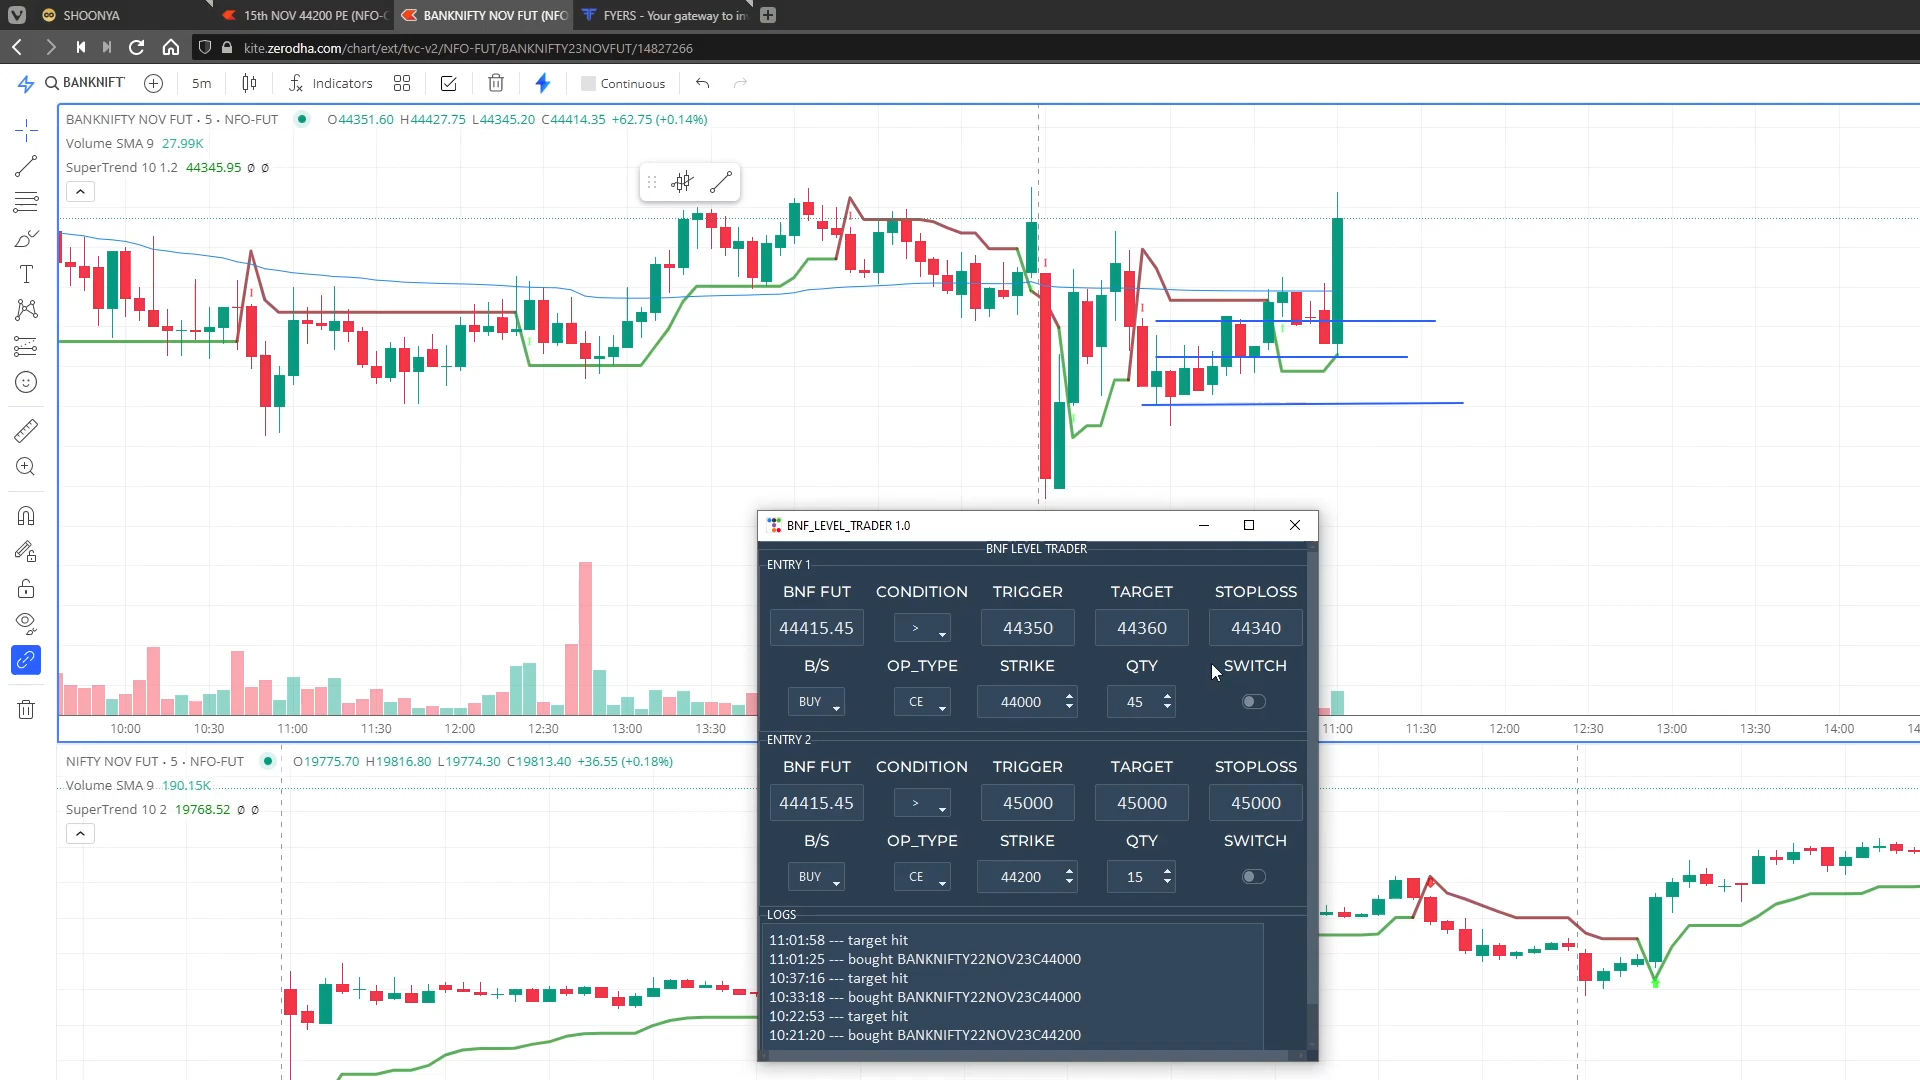 SHOONYA
15th NOV 44200 PE (NFO-
BANKNIFTY NOV FUT (NFO
FYERS - Your gateway to in
kite.zerodha.com/chart/ext/tvc-v2/NFO-FUT/BANKNIFTY23NOVFUT/14827266
BANKNIFT
5m
Indicators
Continuous
BANKNIFTY NOV FUT · 5 · NFO-FUT
O44351.60 H44427.75 L44345.20 C44414.35 +62.75 (+0.14%)
Volume SMA 9 27.99K
SuperTrend 10 1.2 44345.95 ∅ ∅
BNF_LEVEL_TRADER 1.0
BNF LEVEL TRADER
ENTRY 1
BNF FUT CONDITION TRIGGER TARGET STOPLOSS
44415.45 > 44350 44360 44340
B/S OP_TYPE STRIKE QTY SWITCH
BUY CE 44000 45
10:00 10:30 11:00 11:30 12:00 12:30 13:00 13:30
11:00 11:30 12:00 12:30 13:00 13:30 14:00 14
ENTRY 2
BNF FUT CONDITION TRIGGER TARGET STOPLOSS
44415.45 > 45000 45000 45000
B/S OP_TYPE STRIKE QTY SWITCH
BUY CE 44200 15
NIFTY NOV FUT · 5 · NFO-FUT
O19775.70 H19816.80 L19774.30 C19813.40 +36.55 (+0.18%)
Volume SMA 9 190.15K
SuperTrend 10 2 19768.52 ∅ ∅
LOGS
11:01:58 --- target hit
11:01:25 --- bought BANKNIFTY22NOV23C44000
10:37:16 --- target hit
10:33:18 --- bought BANKNIFTY22NOV23C44000
10:22:53 --- target hit
10:21:20 --- bought BANKNIFTY22NOV23C44200